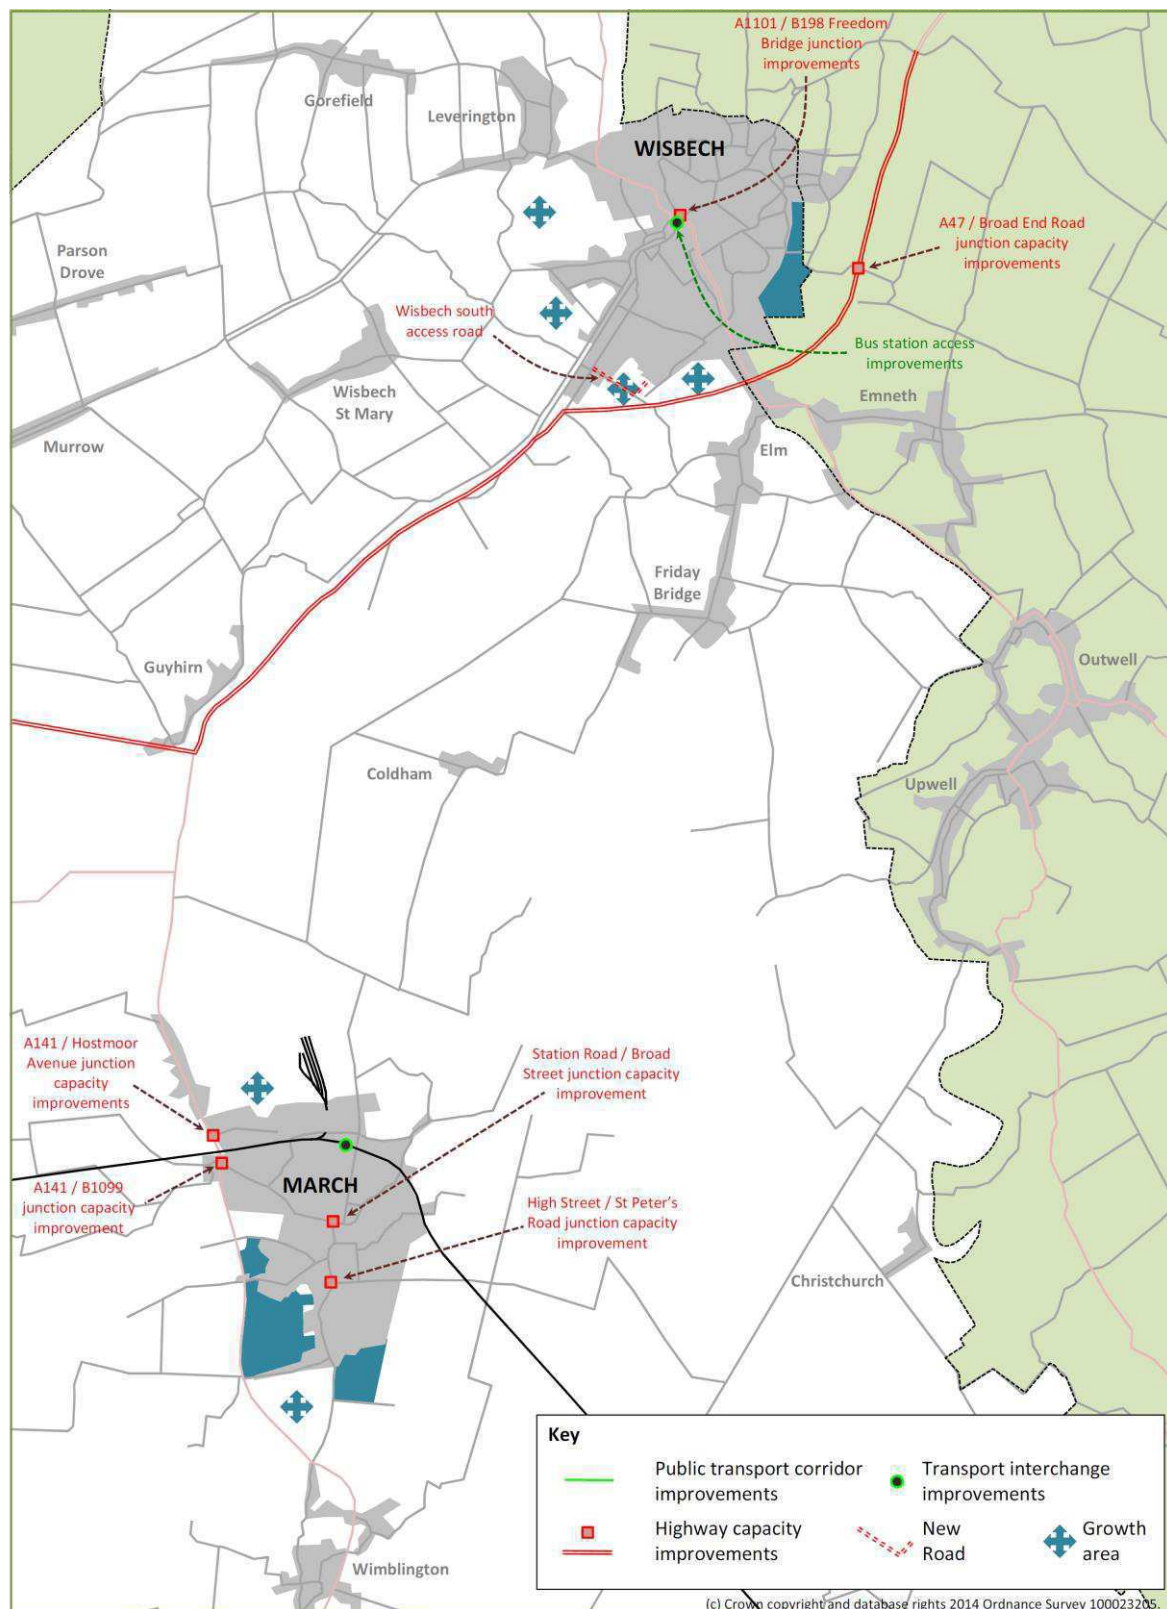 A1101 / B198 Freedom
Bridge junction
improvements
Gorefield
Leverington
WISBECH
A47 / Broad End Road
junction capacity
improvements
Parson
Drove
Wisbech south
access road
Bus station access
improvements
Wisbech
St Mary
Emneth
Murrow
Elm
Friday
Bridge
Guyhirn
Outwell
Coldham
Upwell
A141 / Hostmoor
Avenue junction
capacity
improvements
Station Road / Broad
Street junction capacity
improvement
MARCH
A141 / B1099
junction capacity
improvement
High Street / St Peter's
Road junction capacity
improvement
Christchurch
Key
Public transport corridor
improvements
Transport interchange
improvements
Highway capacity
improvements
New
Road
Growth
area
Wimblington
(c) Crown copyright and database rights 2014 Ordnance Survey 100023205.